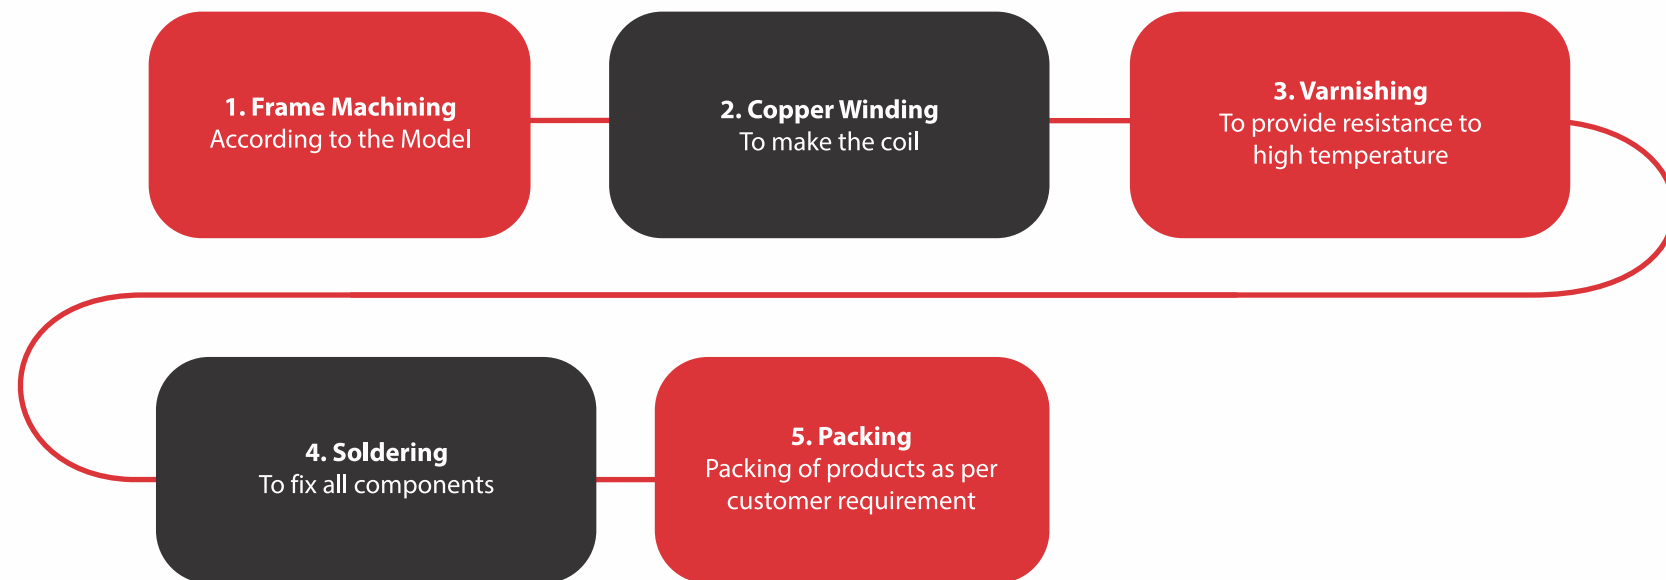 1. Frame Machining
According to the Model
2. Copper Winding
To make the coil
3. Varnishing
To provide resistance to
high temperature
4. Soldering
To fix all components
5. Packing
Packing of products as per
customer requirement